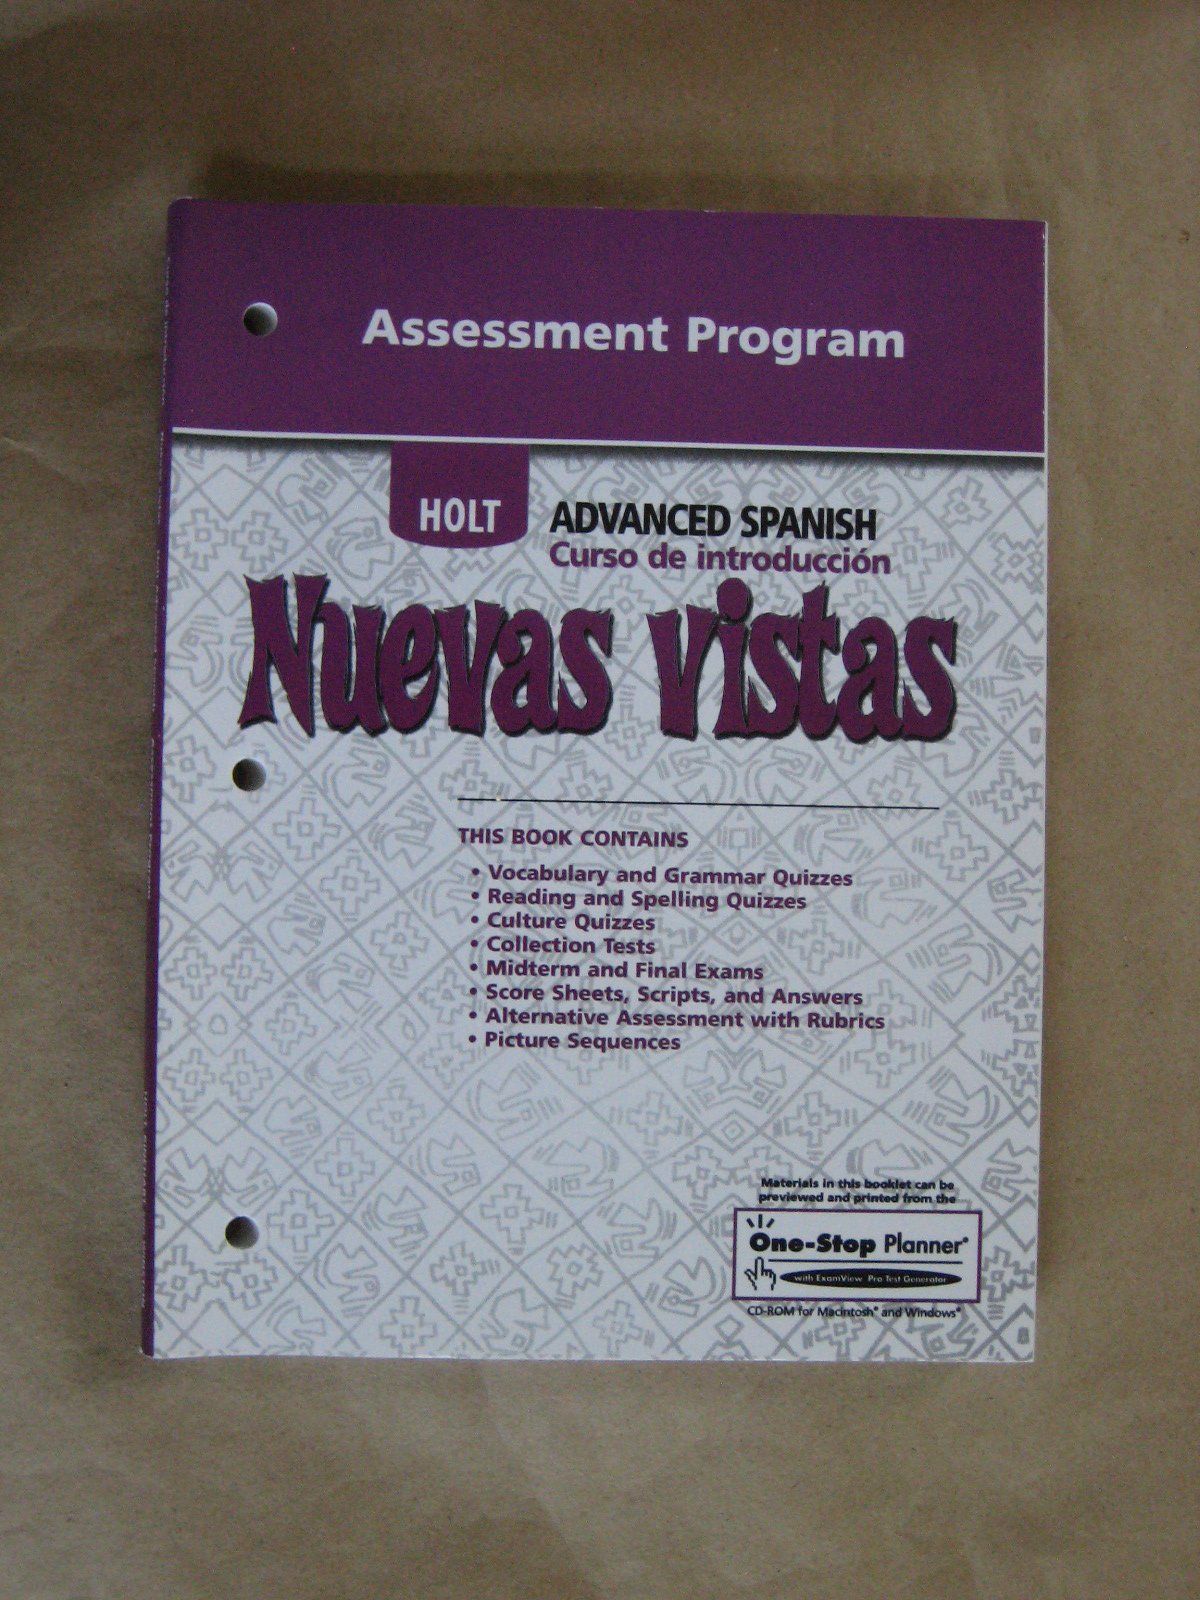 Assessment Program
HOLT
ADVANCED SPANISH
Curso de introducción
Nuevas vistas
THIS BOOK CONTAINS
• Vocabulary and Grammar Quizzes
• Reading and Spelling Quizzes
• Culture Quizzes
• Collection Tests
• Midterm and Final Exams
• Score Sheets, Scripts, and Answers
• Alternative Assessment with Rubrics
• Picture Sequences
Materials in this booklet can be
previewed and printed from the
One-Stop Planner®
with ExamView Pro Test Generator
CD-ROM for Macintosh® and Windows®